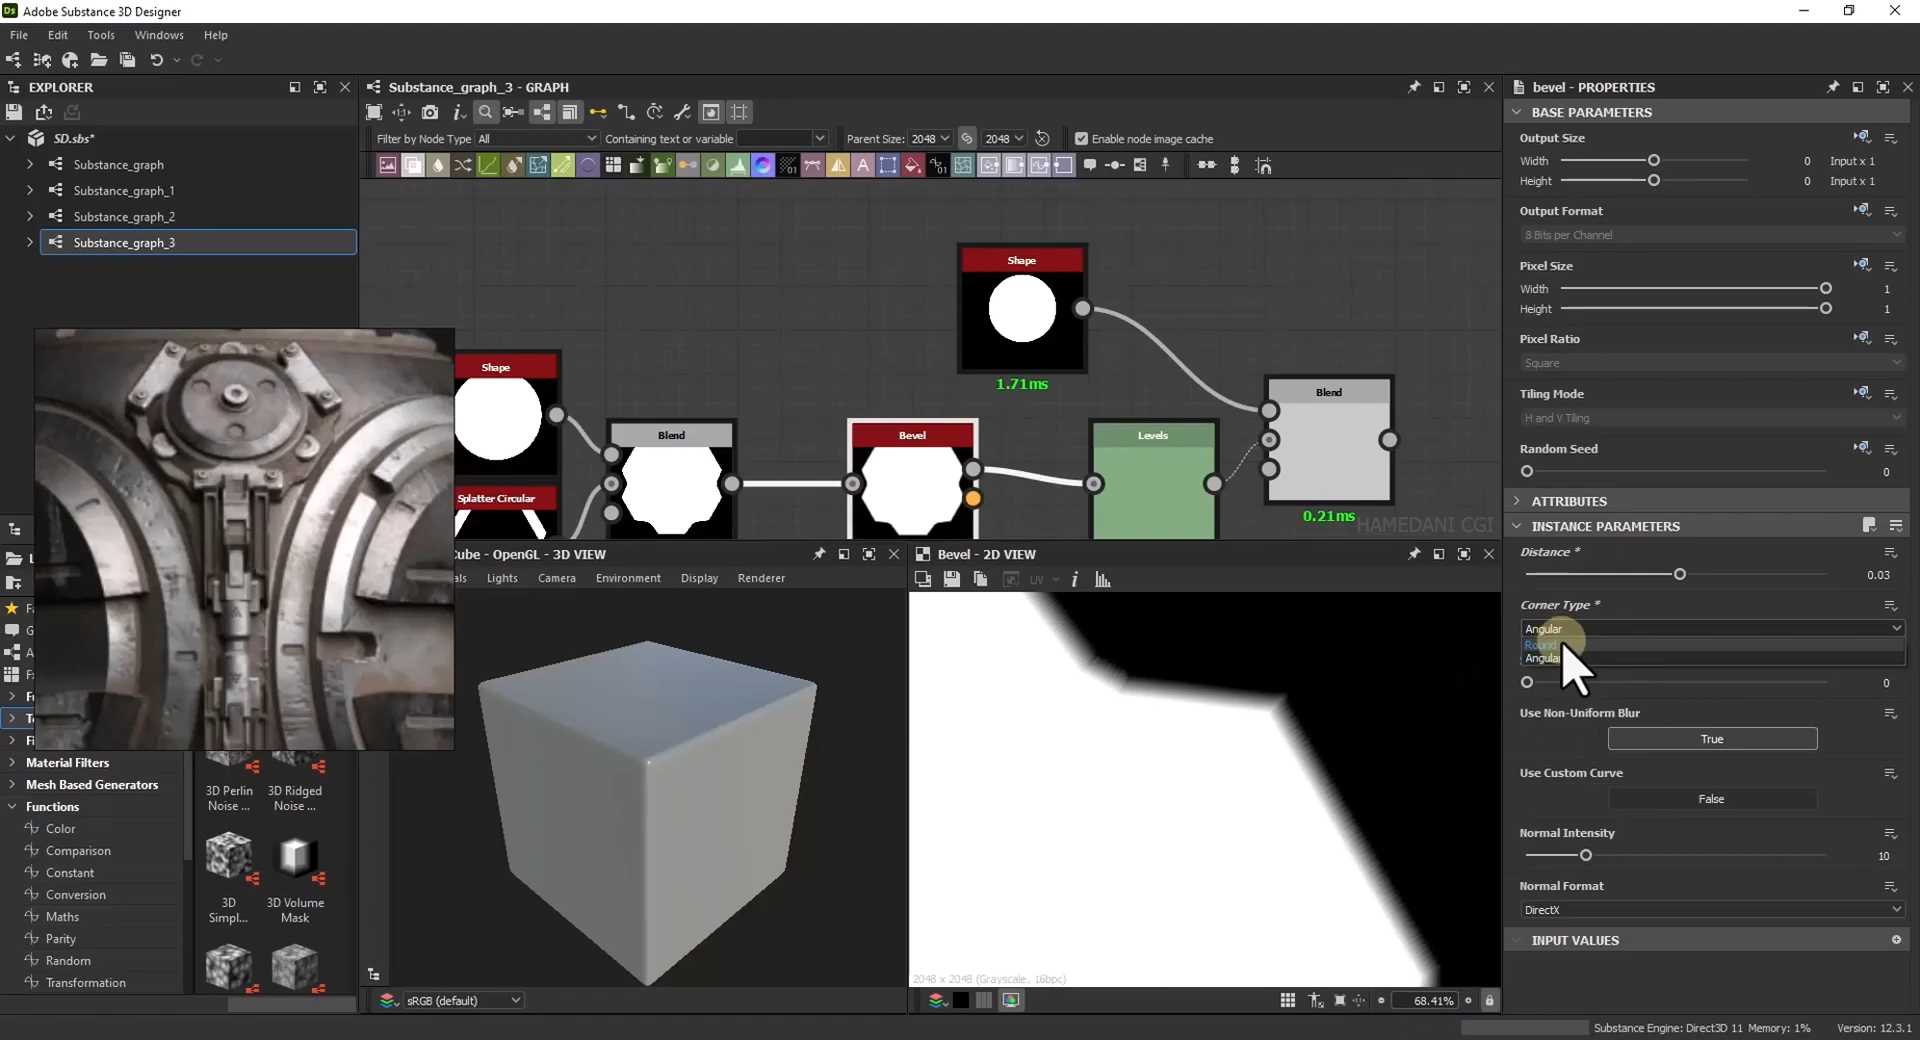 Ds Adobe Substance 3D Designer
File Edit Tools Windows Help
EXPLORER
SD.sbs*
Substance_graph
Substance_graph_1
Substance_graph_2
Substance_graph_3
Substance_graph_3 - GRAPH
Filter by Node Type All Containing text or variable Parent Size: 2048 2048 Enable node image cache
Shape
1.71ms
Shape
Splatter Circular
Blend
Bevel
Levels
Blend
0.21ms
HAMEDANI CGI
Cube - OpenGL - 3D VIEW
Lights Camera Environment Display Renderer
sRGB (default)
Bevel - 2D VIEW
UV
2048 x 2048 (Grayscale, 16bpc)
68.41%
Material Filters
Mesh Based Generators
Functions
Color
Comparison
Constant
Conversion
Maths
Parity
Random
Transformation
3D Perlin
Noise ...
3D Ridged
Noise ...
3D
Simpl...
3D Volume
Mask
bevel - PROPERTIES
BASE PARAMETERS
Output Size
Width 0 Input x 1
Height 0 Input x 1
Output Format
8 Bits per Channel
Pixel Size
Width 1
Height 1
Pixel Ratio
Square
Tiling Mode
H and V Tiling
Random Seed
0
ATTRIBUTES
INSTANCE PARAMETERS
Distance *
0.03
Corner Type *
Angular
Round
Angular
0
Use Non-Uniform Blur
True
Use Custom Curve
False
Normal Intensity
10
Normal Format
DirectX
INPUT VALUES
Substance Engine: Direct3D 11 Memory: 1% Version: 12.3.1